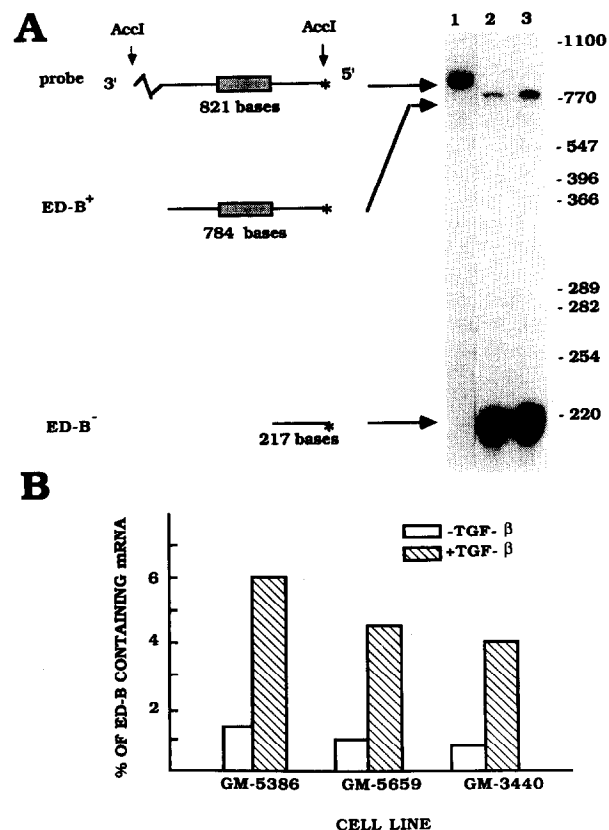 A
AccI AccI
probe 3' 5'
821 bases
ED-B+
784 bases
ED-B-
217 bases
1 2 3
-1100
-770
- 547
- 396
- 366
- 289
- 282
- 254
- 220
B
% OF ED-B CONTAINING mRNA
6
4
2
-TGF- β
+TGF- β
GM-5386 GM-5659 GM-3440
CELL LINE